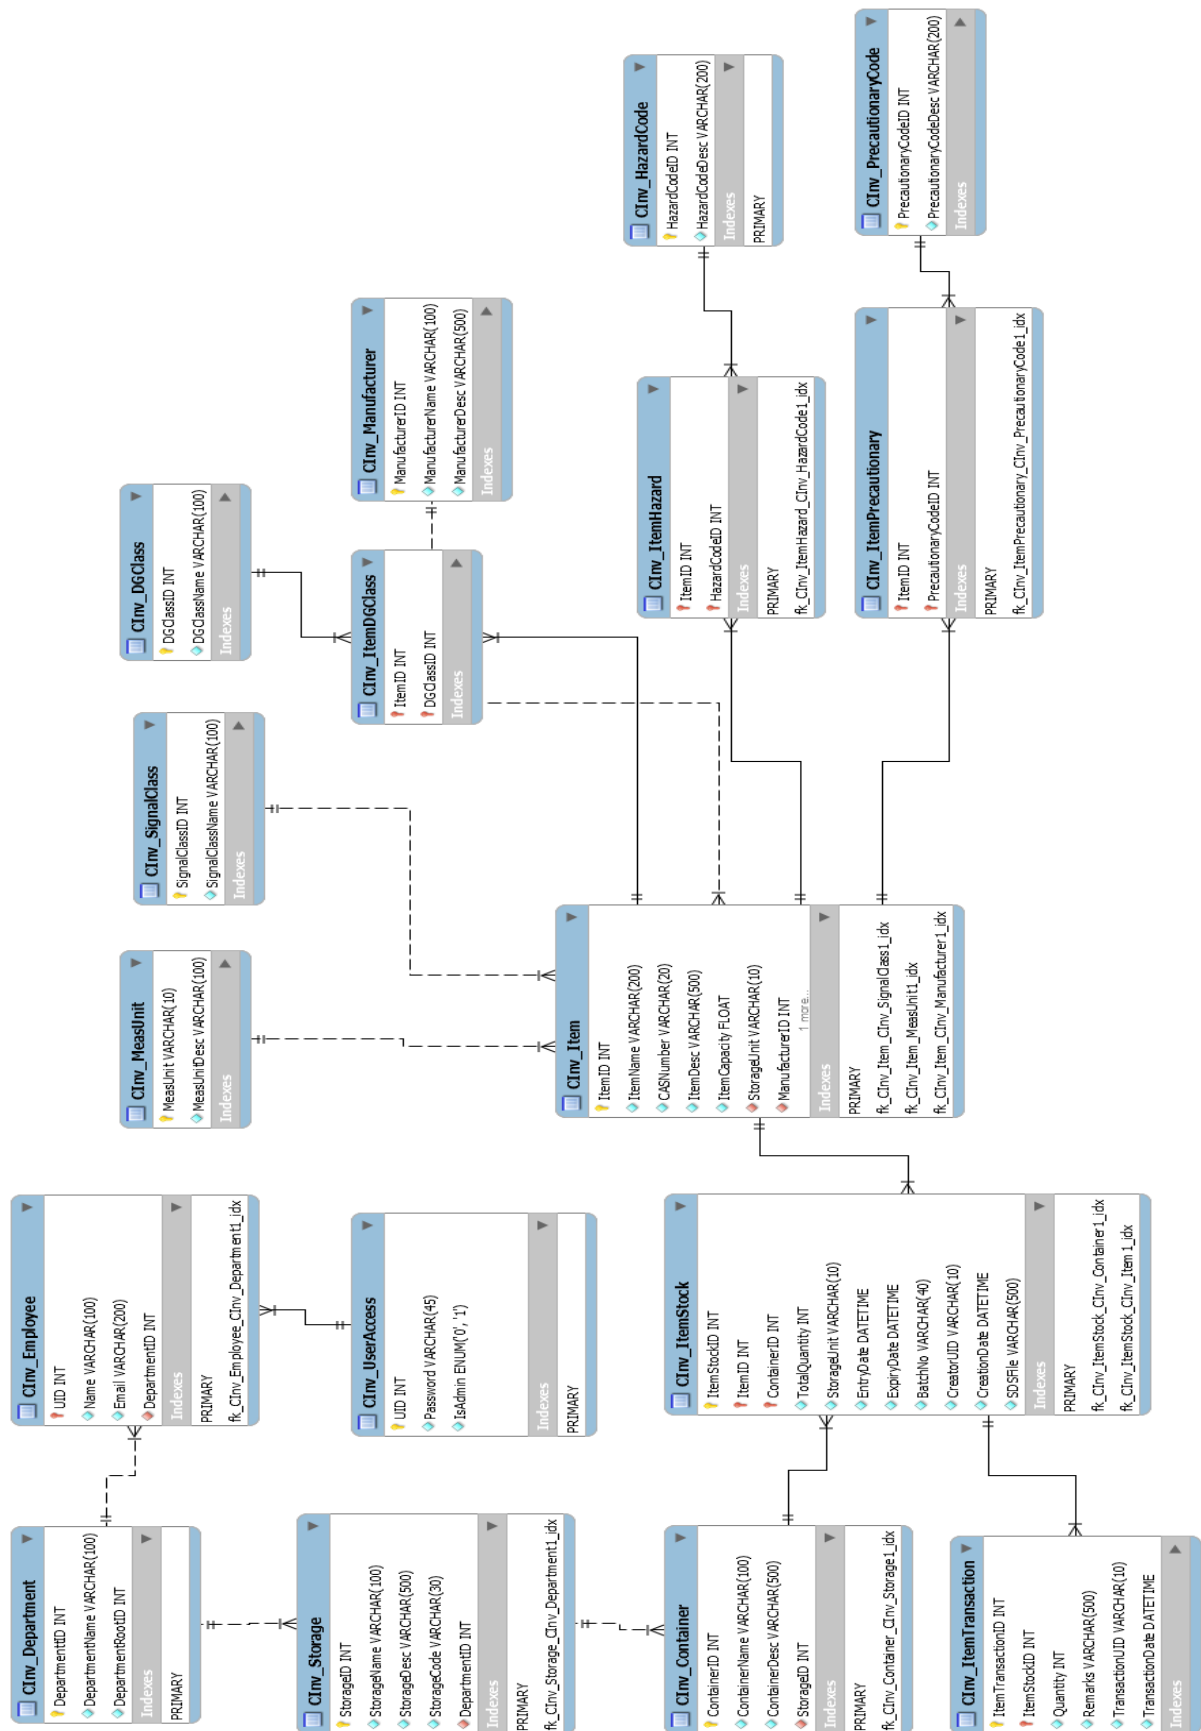 CInv_Department
DepartmentID INT
DepartmentName VARCHAR(100)
DepartmentRootID INT
Indexes
PRIMARY
CInv_Employee
UID INT
Name VARCHAR(100)
Email VARCHAR(200)
DepartmentID INT
Indexes
PRIMARY
fk_CInv_Employee_CInv_Department1_idx
CInv_MeasUnit
MeasUnit VARCHAR(10)
MeasUnitDesc VARCHAR(100)
Indexes
CInv_SignalClass
SignalClassID INT
SignalClassName VARCHAR(100)
Indexes
CInv_DGClass
DGClassID INT
DGClassName VARCHAR(100)
Indexes
CInv_Storage
StorageID INT
StorageName VARCHAR(100)
StorageDesc VARCHAR(500)
StorageCode VARCHAR(30)
DepartmentID INT
Indexes
PRIMARY
fk_CInv_Storage_CInv_Department1_idx
CInv_UserAccess
UID INT
Password VARCHAR(45)
IsAdmin ENUM('0', '1')
Indexes
PRIMARY
CInv_ItemDGClass
ItemID INT
DGClassID INT
Indexes
CInv_Manufacturer
ManufacturerID INT
ManufacturerName VARCHAR(100)
ManufacturerDesc VARCHAR(500)
Indexes
CInv_Item
ItemID INT
ItemName VARCHAR(200)
CASNumber VARCHAR(20)
ItemDesc VARCHAR(500)
ItemCapacity FLOAT
StorageUnit VARCHAR(10)
ManufacturerID INT
1 more...
Indexes
PRIMARY
fk_CInv_Item_CInv_SignalClass1_idx
fk_CInv_Item_MeasUnit1_idx
fk_CInv_Item_CInv_Manufacturer1_idx
CInv_ItemHazard
ItemID INT
HazardCodeID INT
Indexes
PRIMARY
fk_CInv_ItemHazard_CInv_HazardCode1_idx
CInv_HazardCode
HazardCodeID INT
HazardCodeDesc VARCHAR(200)
Indexes
PRIMARY
CInv_Container
ContainerID INT
ContainerName VARCHAR(100)
ContainerDesc VARCHAR(500)
StorageID INT
Indexes
PRIMARY
fk_CInv_Container_CInv_Storage1_idx
CInv_ItemStock
ItemStockID INT
ItemID INT
ContainerID INT
TotalQuantity INT
StorageUnit VARCHAR(10)
EntryDate DATETIME
ExpiryDate DATETIME
BatchNo VARCHAR(40)
CreatorUID VARCHAR(10)
CreationDate DATETIME
SDSFile VARCHAR(500)
Indexes
PRIMARY
fk_CInv_ItemStock_CInv_Container1_idx
fk_CInv_ItemStock_CInv_Item1_idx
CInv_ItemPrecautionary
ItemID INT
PrecautionaryCodeID INT
Indexes
PRIMARY
fk_CInv_ItemPrecautionary_CInv_PrecautionaryCode1_idx
CInv_PrecautionaryCode
PrecautionaryCodeID INT
PrecautionaryCodeDesc VARCHAR(200)
Indexes
CInv_ItemTransaction
ItemTransactionID INT
ItemStockID INT
Quantity INT
Remarks VARCHAR(500)
TransactionUID VARCHAR(10)
TransactionDate DATETIME
Indexes